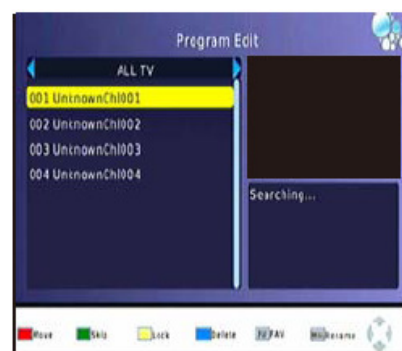 Program Edit
ALL TV
001 UnknownChl001
002 UnknownChl002
003 UnknownChl003
004 UnknownChl004
Searching...
Move Skip Lock Delete FAV Rename